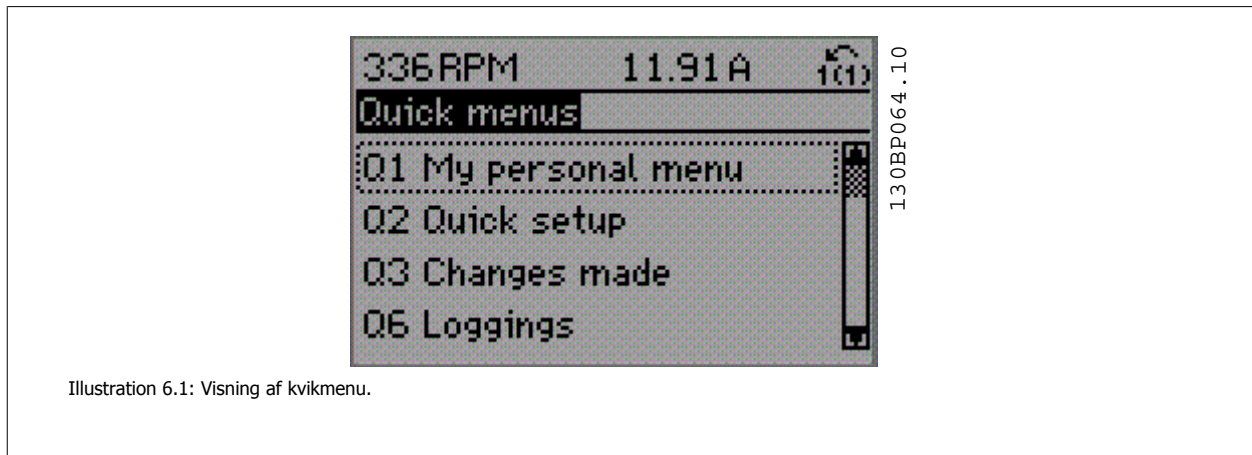 336 RPM 11.91 A 1(1)
Quick menus
Q1 My personal menu
Q2 Quick setup
Q3 Changes made
Q6 Loggings
130BP064.10
Illustration 6.1: Visning af kvikmenu.